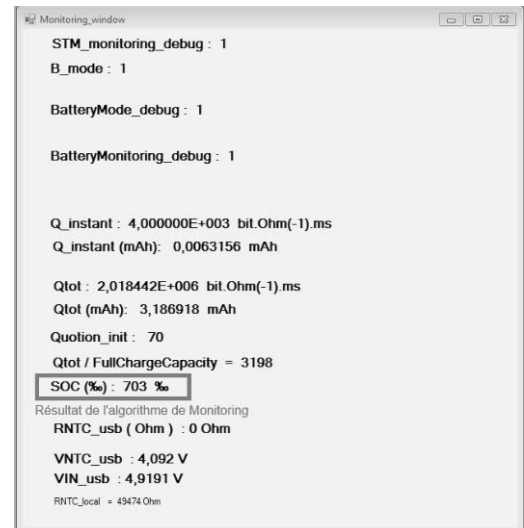 Monitoring_window
STM_monitoring_debug : 1
B_mode : 1
BatteryMode_debug : 1
BatteryMonitoring_debug : 1
Q_instant : 4,000000E+003 bit.Ohm(-1).ms
Q_instant (mAh): 0,0063156 mAh
Qtot : 2,018442E+006 bit.Ohm(-1).ms
Qtot (mAh): 3,186918 mAh
Quotion_init : 70
Qtot / FullChargeCapacity = 3198
SOC (‰) : 703 ‰
Résultat de l'algorithme de Monitoring
RNTC_usb ( Ohm ) : 0 Ohm
VNTC_usb : 4,092 V
VIN_usb : 4,9191 V
RNTC_local = 49474 Ohm